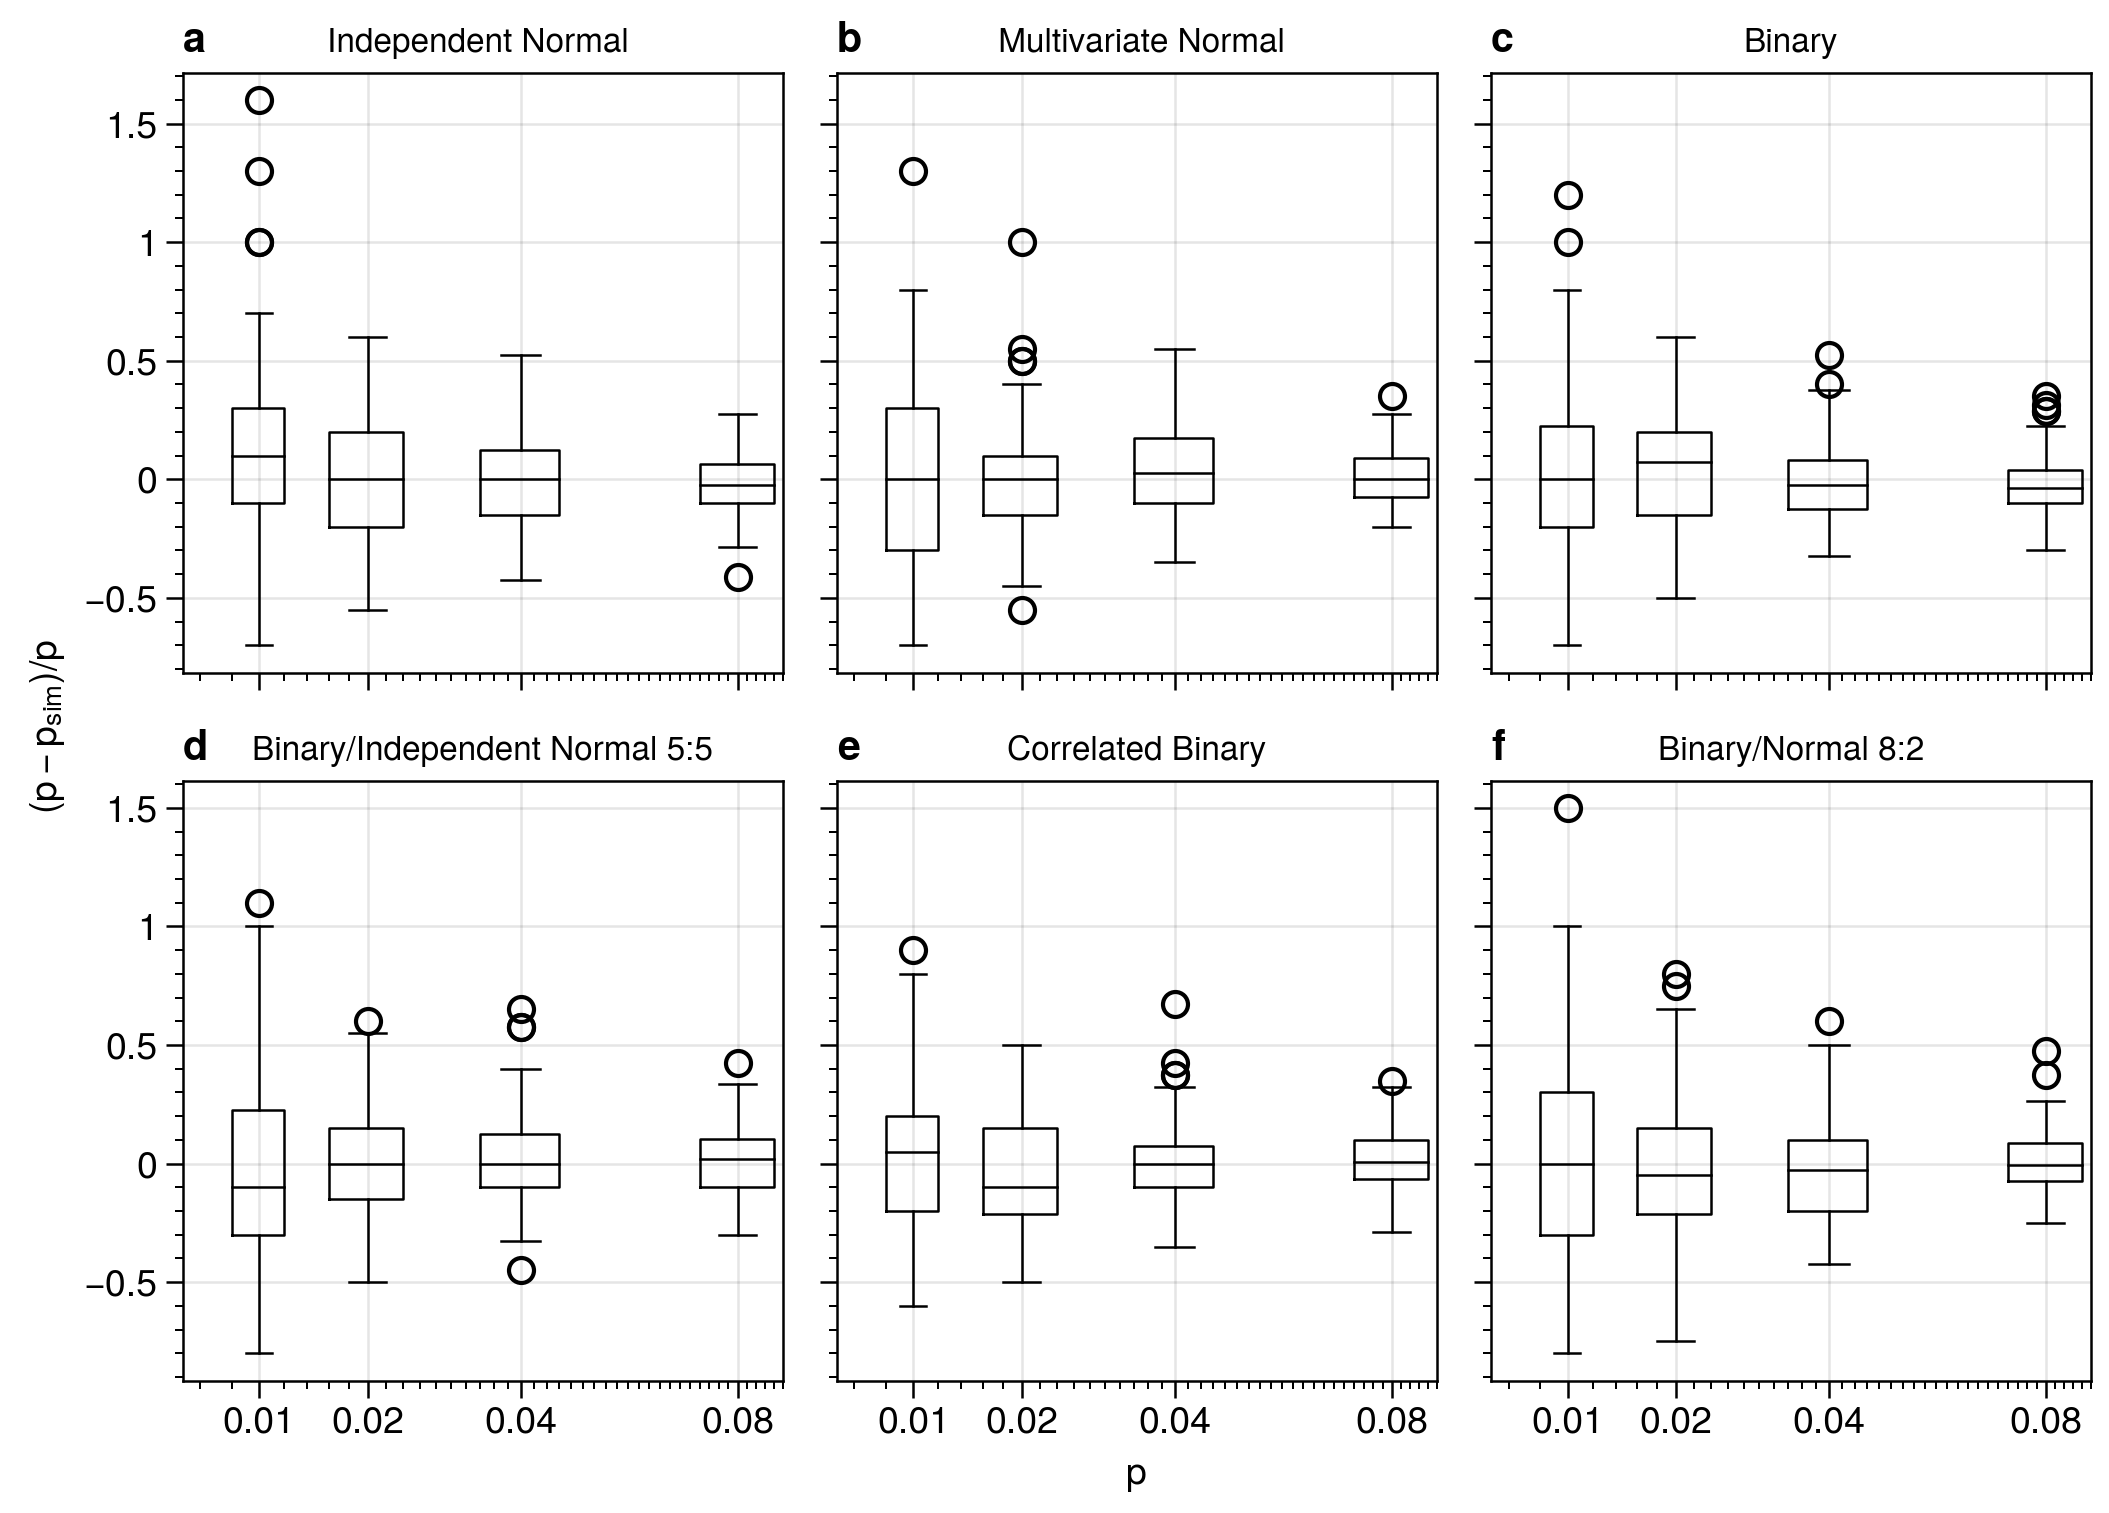 a Independent Normal
b Multivariate Normal
c Binary
1.5
1
0.5
0
−0.5
(p − psim)/p
d Binary/Independent Normal 5:5
e Correlated Binary
f Binary/Normal 8:2
1.5
1
0.5
0
−0.5
0.01 0.02 0.04 0.08
0.01 0.02 0.04 0.08
0.01 0.02 0.04 0.08
p